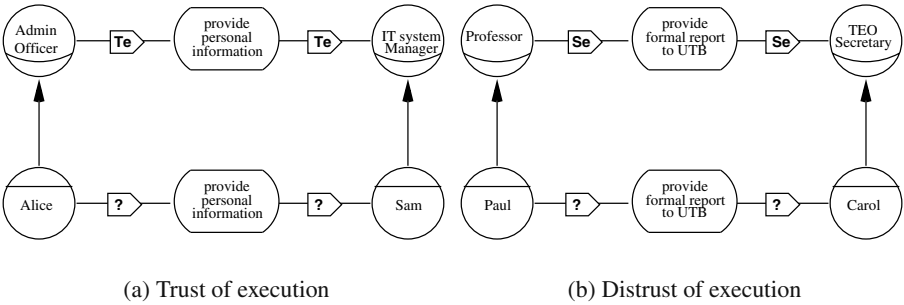 Admin
Officer
Te
provide
personal
information
Te
IT system
Manager
Professor
Se
provide
formal report
to UTB
Se
TEO
Secretary
Alice
?
provide
personal
information
?
Sam
Paul
?
provide
formal report
to UTB
?
Carol
(a) Trust of execution
(b) Distrust of execution